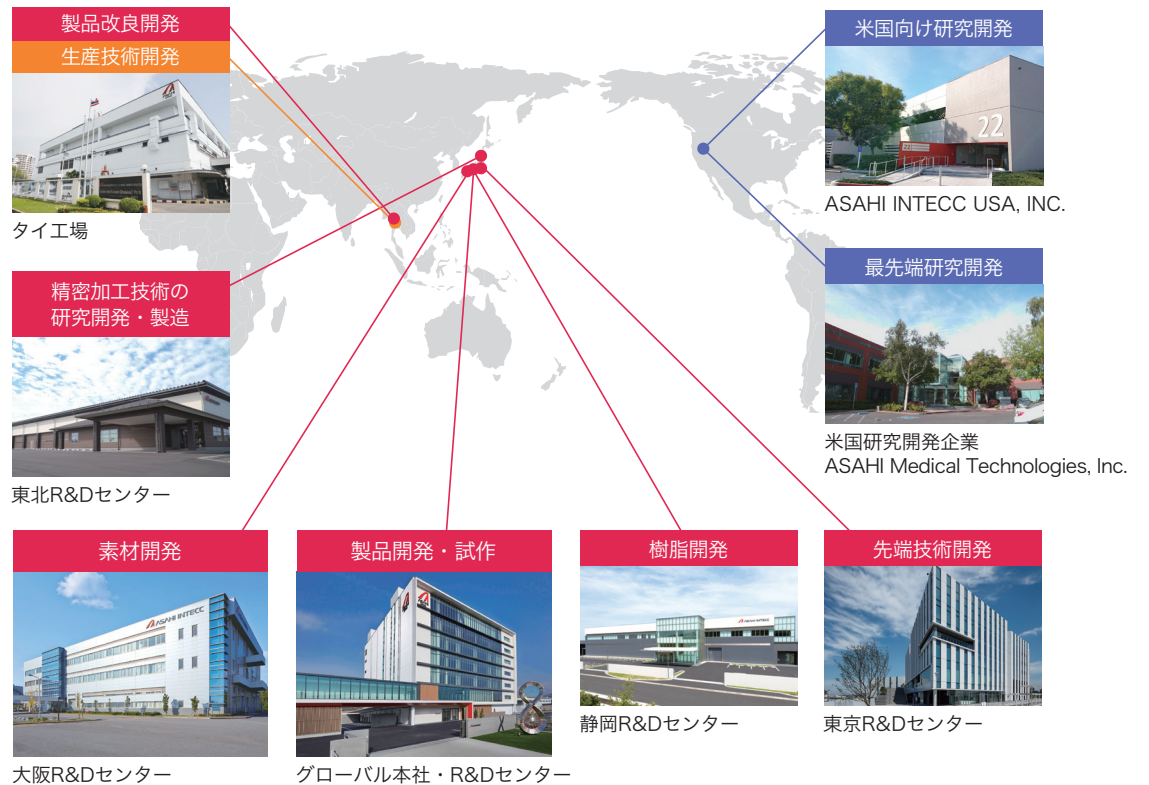 製品改良開発
生産技術開発
タイ工場
米国向け研究開発
22
22
ASAHI INTECC USA, INC.
精密加工技術の
研究開発・製造
東北R&Dセンター
最先端研究開発
米国研究開発企業
ASAHI Medical Technologies, Inc.
素材開発
ASAHI INTECC
大阪R&Dセンター
製品開発・試作
グローバル本社・R&Dセンター
樹脂開発
ASAHI INTECC
静岡R&Dセンター
先端技術開発
東京R&Dセンター